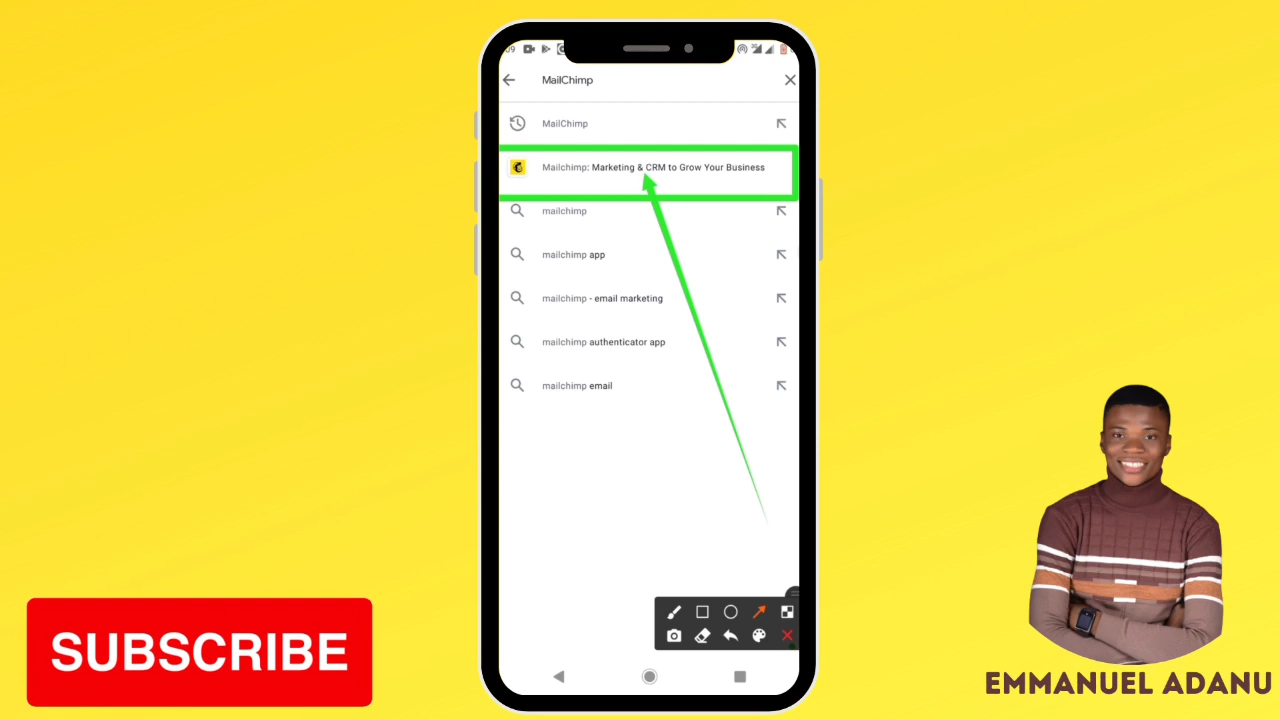 09
MailChimp
MailChimp
Mailchimp: Marketing & CRM to Grow Your Business
mailchimp
mailchimp app
mailchimp - email marketing
mailchimp authenticator app
mailchimp email
SUBSCRIBE
EMMANUEL ADANU